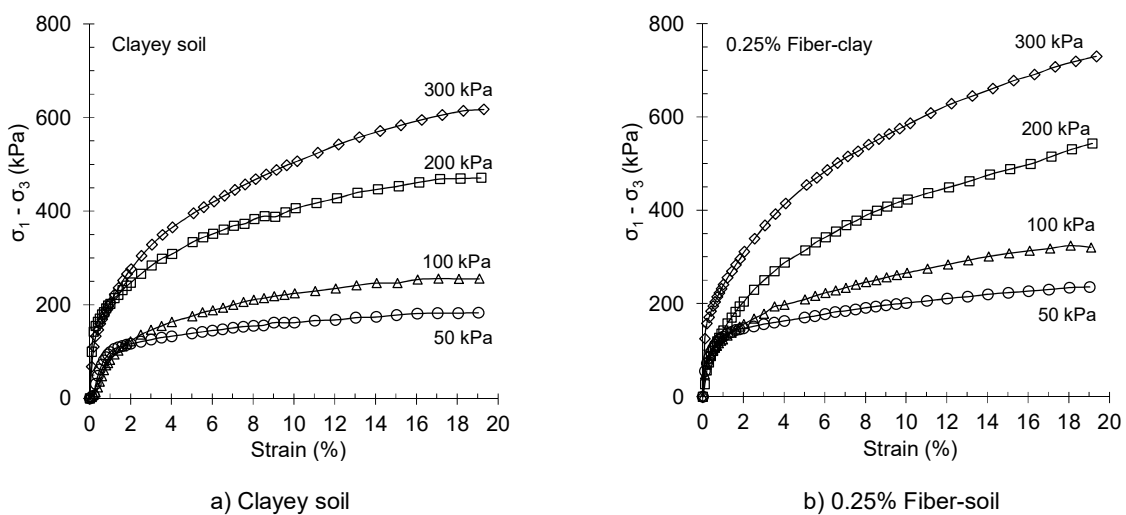 800
600
400
200
0
σ1 - σ3 (kPa)
Clayey soil
300 kPa
200 kPa
100 kPa
50 kPa
0 2 4 6 8 10 12 14 16 18 20
Strain (%)
a) Clayey soil
800
600
400
200
0
σ1 - σ3 (kPa)
0.25% Fiber-clay
300 kPa
200 kPa
100 kPa
50 kPa
0 2 4 6 8 10 12 14 16 18 20
Strain (%)
b) 0.25% Fiber-soil